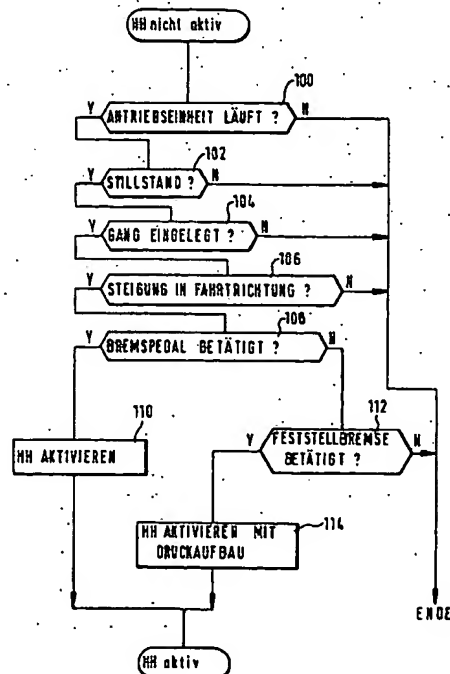 HH nicht aktiv
100
Y ANTRIEBSEINHEIT LÄUFT ? N
102
Y STILLSTAND ? N
104
Y GANG EINGELEGT ? N
106
Y STEIGUNG IN FAHRTRICHTUNG ? N
108
Y BREMSPEDAL BETÄTIGT ? N
110
HH AKTIVIEREN
112
Y FESTSTELLBREMSE N
BETÄTIGT ?
HH AKTIVIEREN MIT 114
DRUCKAUFBAU
ENDE
HH aktiv